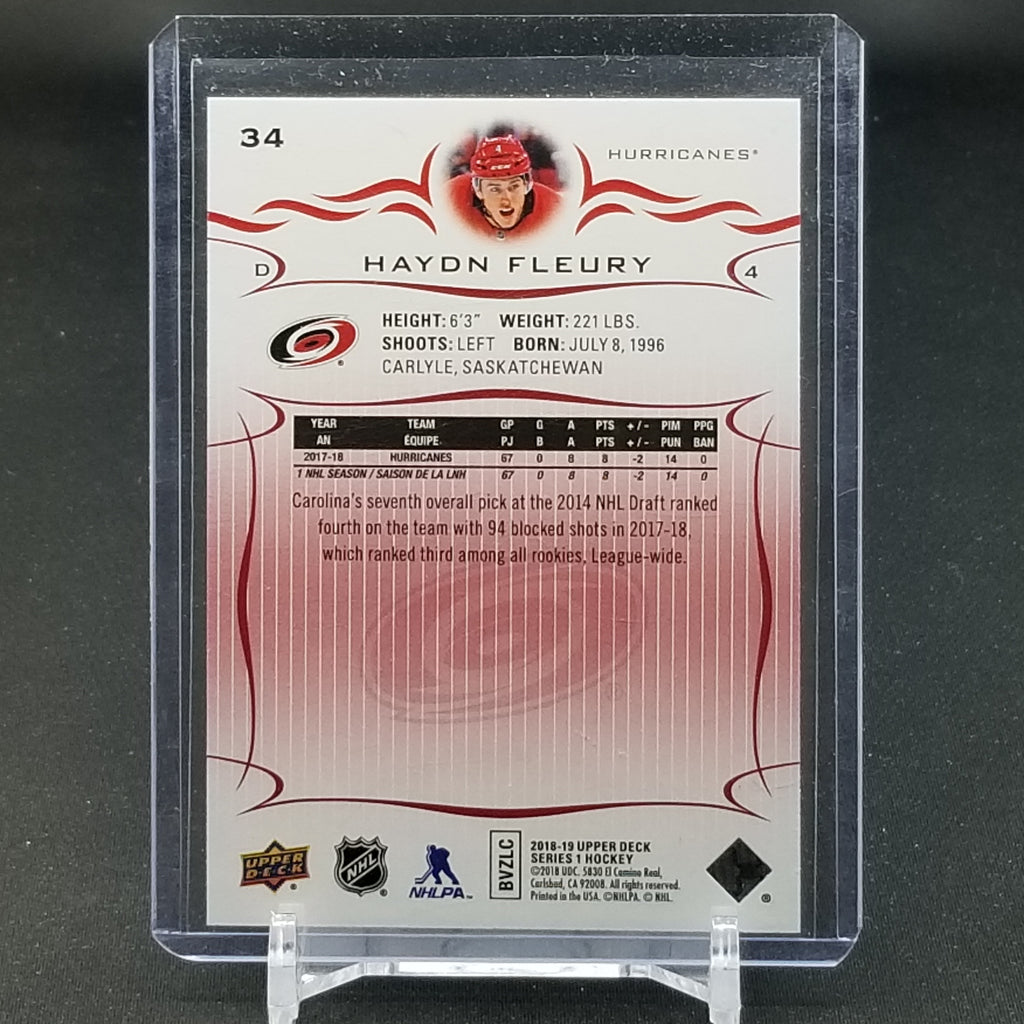 34
HURRICANES®
4
D HAYDN FLEURY 4
HEIGHT: 6'3" WEIGHT: 221 LBS.
SHOOTS: LEFT BORN: JULY 8, 1996
CARLYLE, SASKATCHEWAN
YEAR TEAM GP G A PTS +/- PIM PPG
AN ÉQUIPE PJ B A PTS +/- PUN BAN
2017-18 HURRICANES 67 0 8 8 -2 14 0
1 NHL SEASON / SAISON DE LA LNH 67 0 8 8 -2 14 0
Carolina's seventh overall pick at the 2014 NHL Draft ranked
fourth on the team with 94 blocked shots in 2017-18,
which ranked third among all rookies, League-wide.
UPPER
D·E·C·K ®
NHL ®
NHLPA™
BVZLC
2018-19 UPPER DECK
SERIES 1 HOCKEY
©2018 UDC. 5830 El Camino Real,
Carlsbad, CA 92008. All rights reserved.
Printed in the USA. ©NHLPA. © NHL.
®